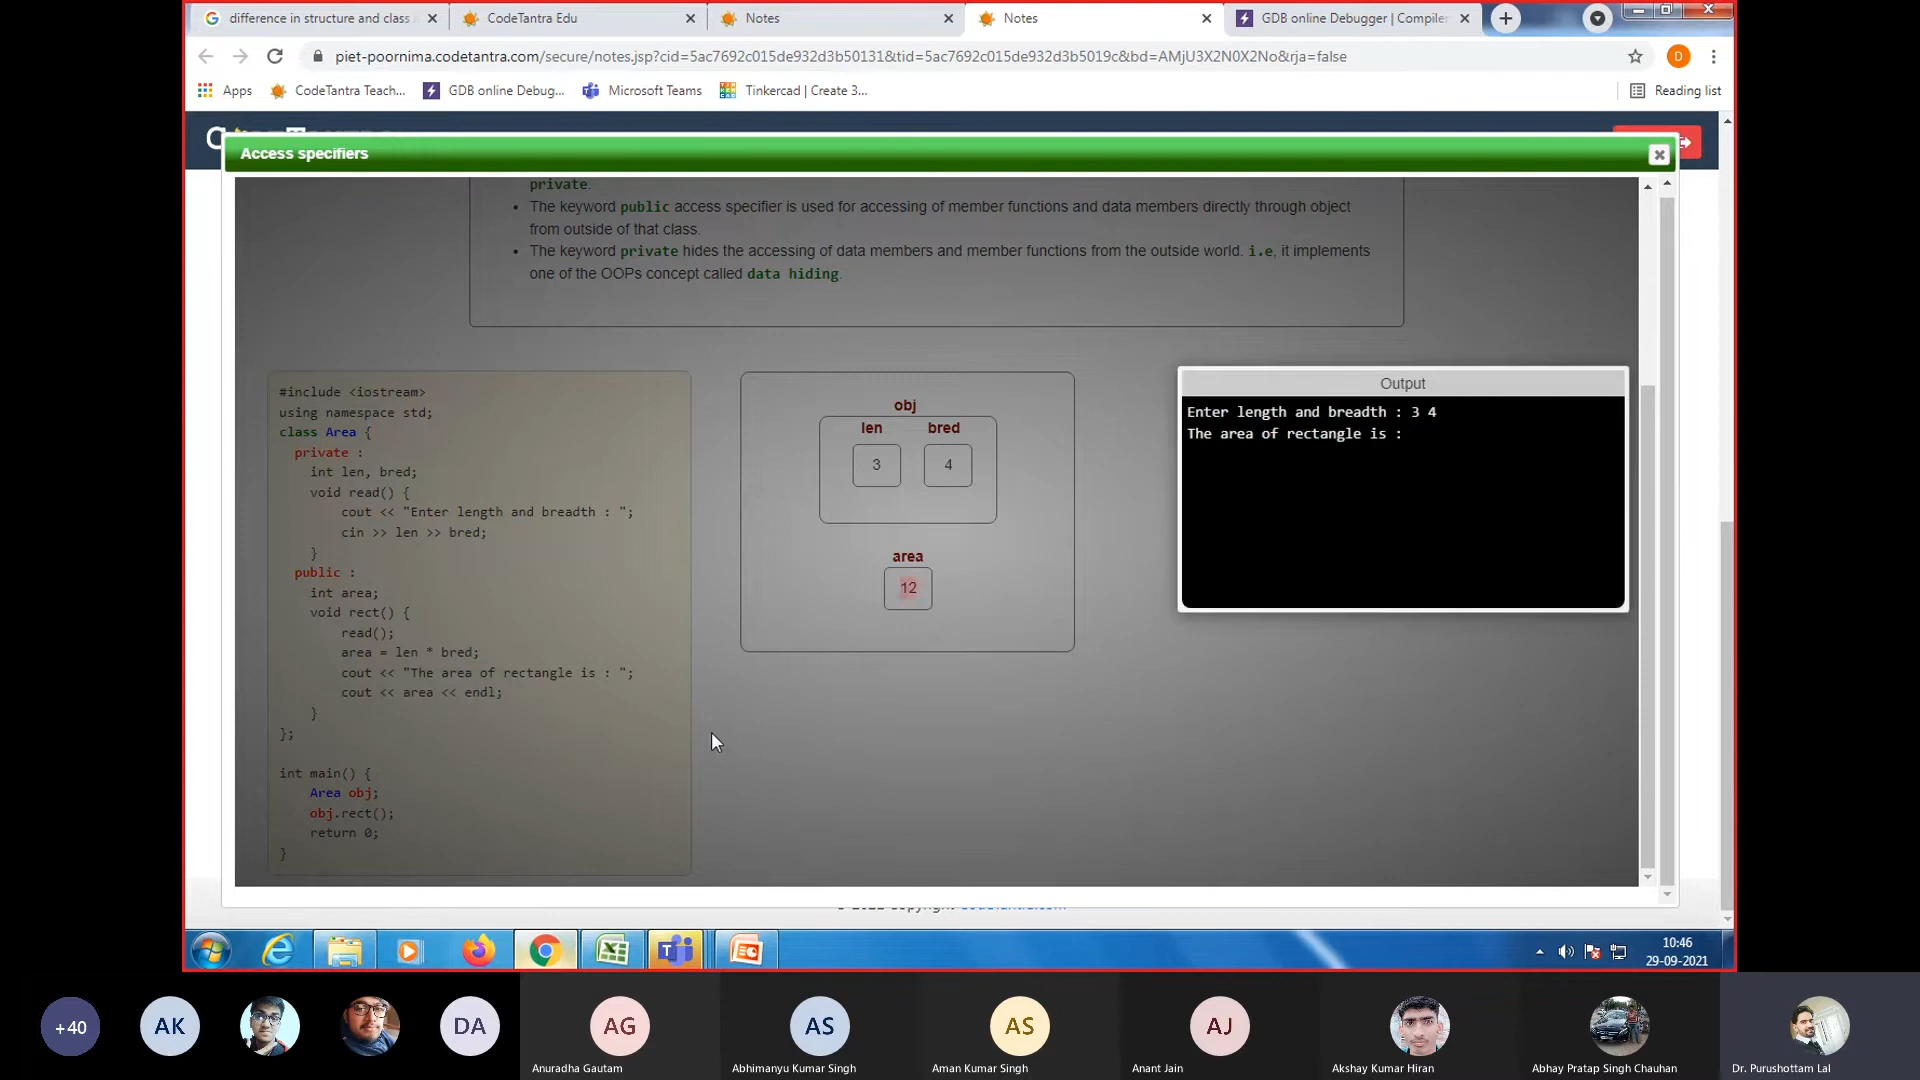 difference in structure and class
CodeTantra Edu
Notes
Notes
GDB online Debugger | Compiler
piet-poornima.codetantra.com/secure/notes.jsp?cid=5ac7692c015de932d3b50131&tid=5ac7692c015de932d3b5019c&bd=AMjU3X2N0X2No&rja=false
D
Apps
CodeTantra Teach...
GDB online Debug...
Microsoft Teams
Tinkercad | Create 3...
Reading list
Access specifiers
private.
• The keyword public access specifier is used for accessing of member functions and data members directly through object
from outside of that class.
• The keyword private hides the accessing of data members and member functions from the outside world. i.e, it implements
one of the OOPs concept called data hiding.
#include <iostream>
using namespace std;
class Area {
private :
int len, bred;
void read() {
cout << "Enter length and breadth : ";
cin >> len >> bred;
}
public :
int area;
void rect() {
read();
area = len * bred;
cout << "The area of rectangle is : ";
cout << area << endl;
}
};
int main() {
Area obj;
obj.rect();
return 0;
}
obj
len bred
3 4
area
12
Output
Enter length and breadth : 3 4
The area of rectangle is :
10:46
29-09-2021
+40
AK
DA
AG
Anuradha Gautam
AS
Abhimanyu Kumar Singh
AS
Aman Kumar Singh
AJ
Anant Jain
Akshay Kumar Hiran
Abhay Pratap Singh Chauhan
Dr. Purushottam Lal